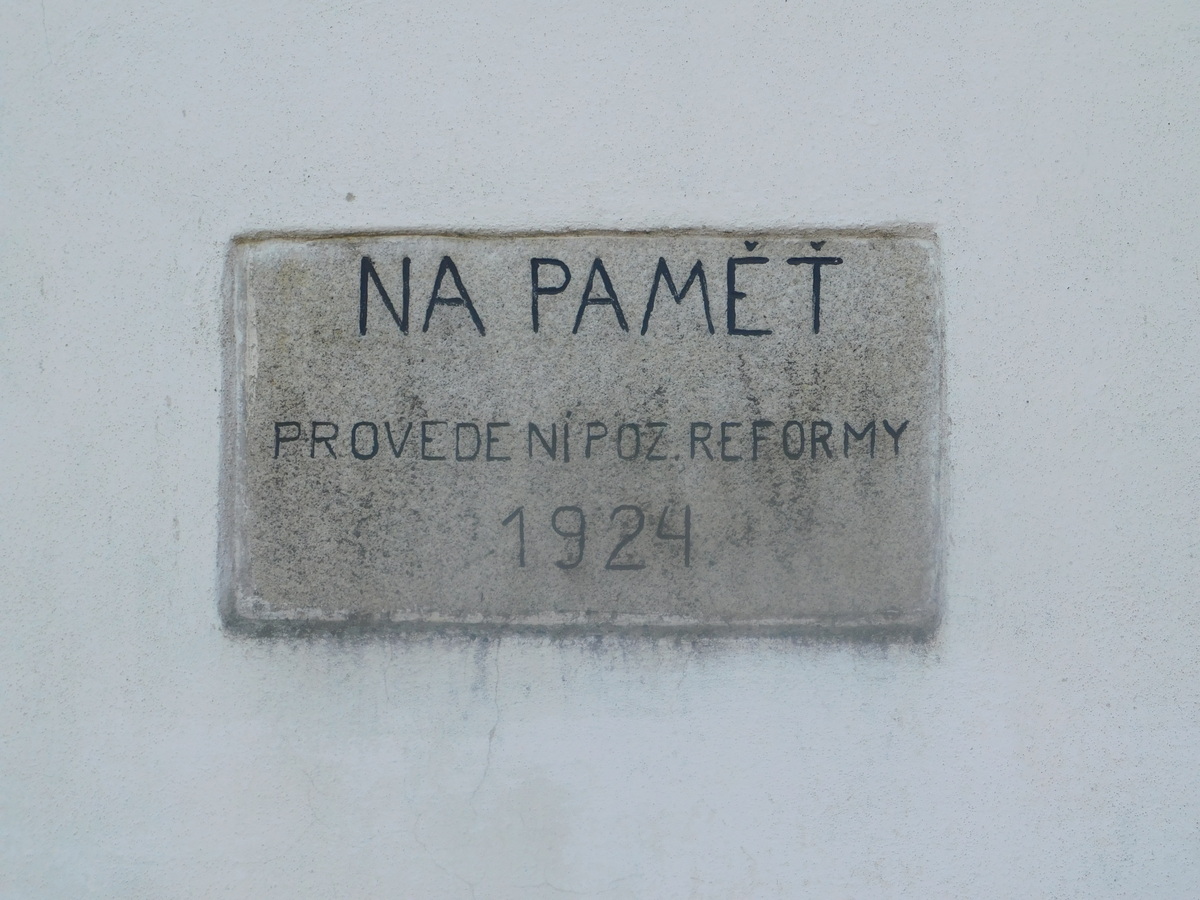 NA PAMĚŤ
PROVEDENÍ POZ. REFORMY
1924